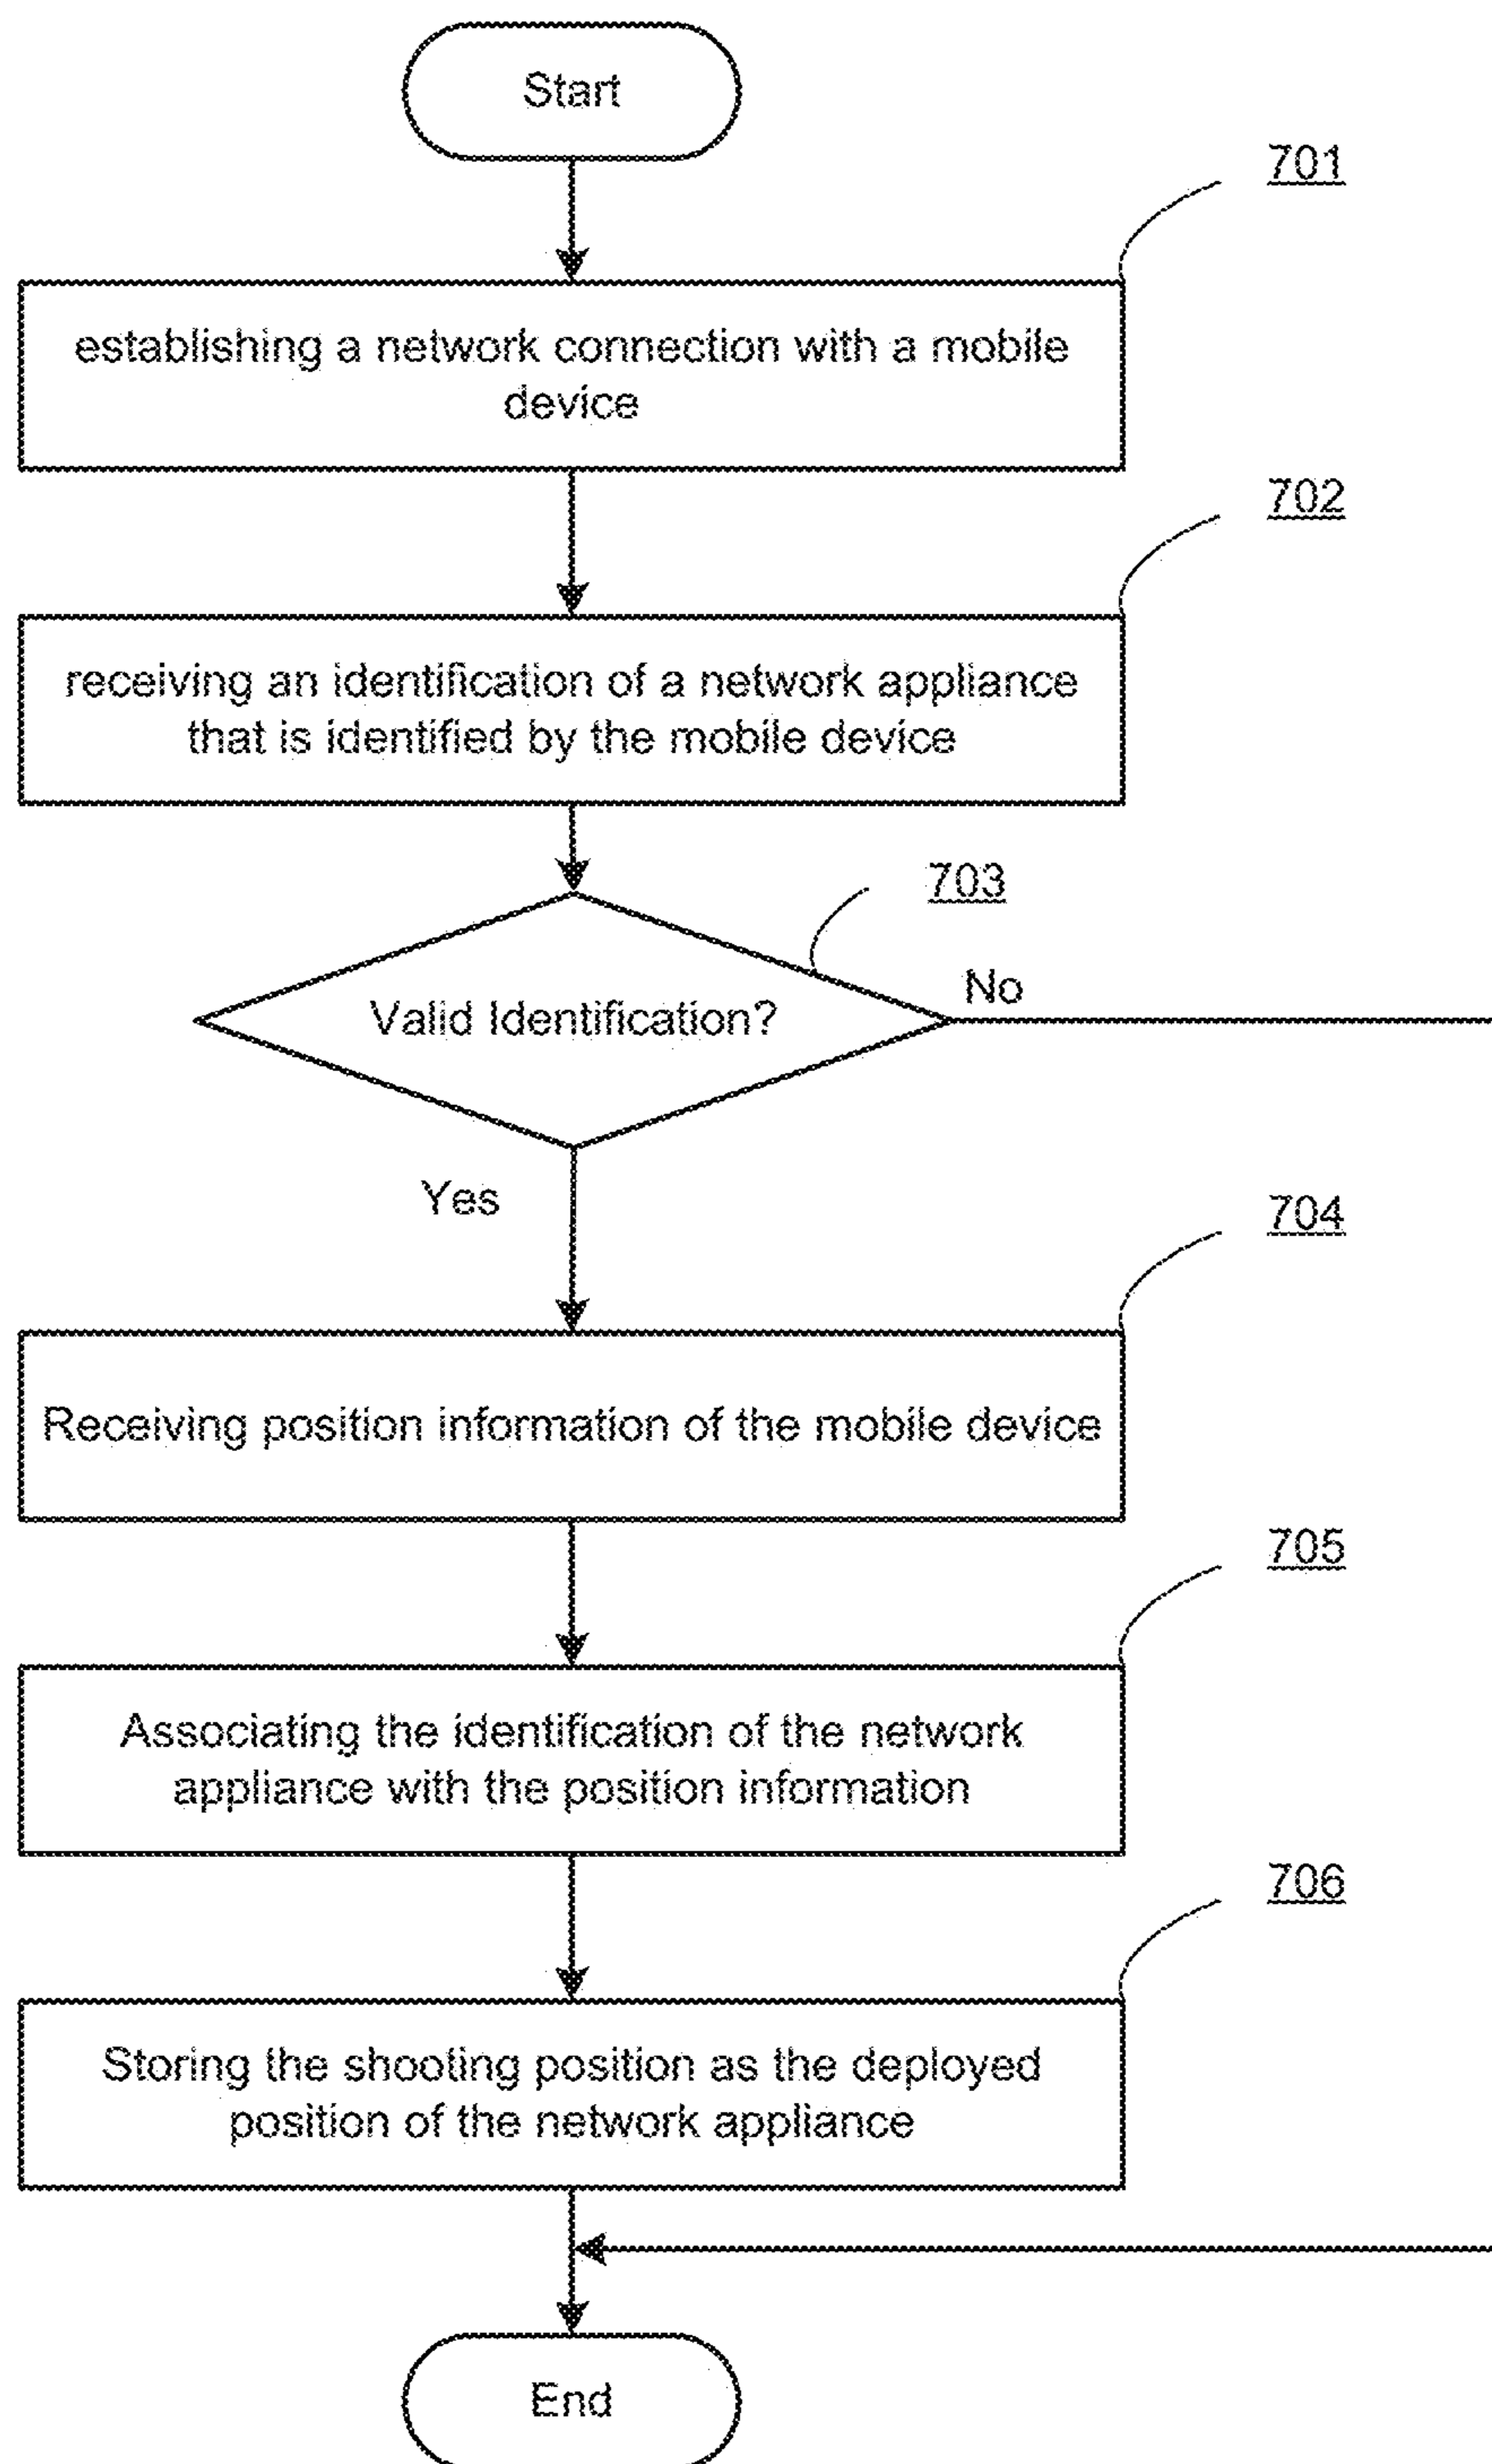 Start
701
establishing a network connection with a mobile
device
702
receiving an identification of a network appliance
that is identified by the mobile device
703
Valid Identification?
No
Yes
704
Receiving position information of the mobile device
705
Associating the identification of the network
appliance with the position information
706
Storing the shooting position as the deployed
position of the network appliance
End